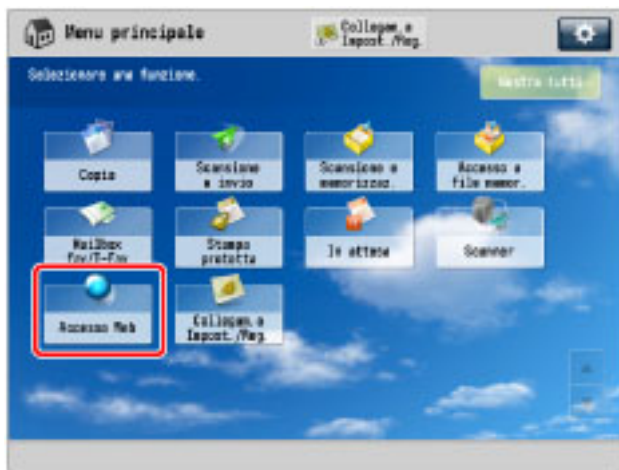 Menu principale
Collegam.a
Impost./Reg.
Selezionare una funzione.
Mostra tutti
Copia
Scansione
e invio
Scansione e
memorizzaz.
Accesso a
file memor.
Mailbox
fax/I-Fax
Stampa
protetta
In attesa
Scanner
Accesso Web
Collegam.a
Impost./Reg.